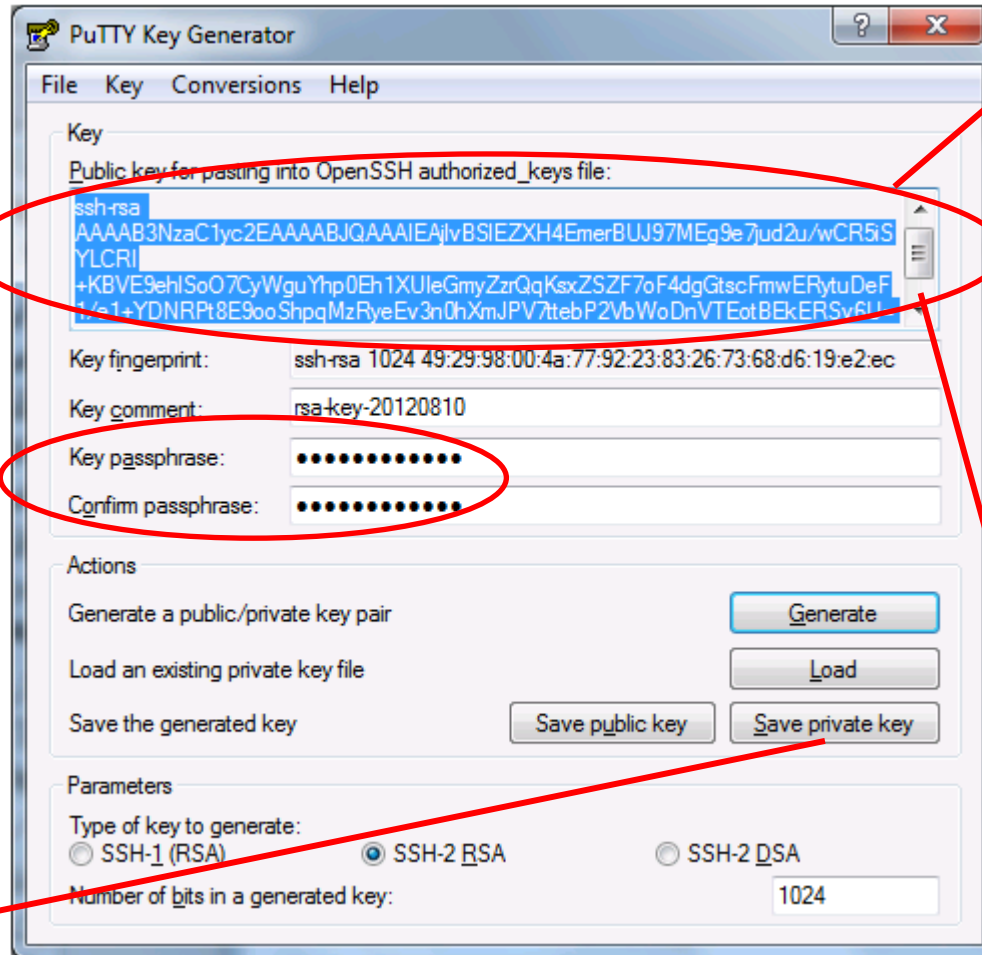 PuTTY Key Generator
File Key Conversions Help
Key
Public key for pasting into OpenSSH authorized_keys file:
ssh-rsa
AAAAB3NzaC1yc2EAAAABJQAAAIEAjlvBSIEZXH4EmerBUJ97MEg9e7jud2u/wCR5iS
YLCRI
+KBVE9ehISoO7CyWguYhp0Eh1XUIeGmyZzrQqKsxZSZF7oF4dgGtscFmwERytuDeF
1/e1+YDNRPt8E9ooShpqMzRyeEv3n0hXmJPV7ttebP2VbWoDnVTEotBEkERSv6U
Key fingerprint: ssh-rsa 1024 49:29:98:00:4a:77:92:23:83:26:73:68:d6:19:e2:ec
Key comment: rsa-key-20120810
Key passphrase: ●●●●●●●●●●●●
Confirm passphrase: ●●●●●●●●●●●●
Actions
Generate a public/private key pair Generate
Load an existing private key file Load
Save the generated key Save public key Save private key
Parameters
Type of key to generate:
SSH-1 (RSA) SSH-2 RSA SSH-2 DSA
Number of bits in a generated key: 1024